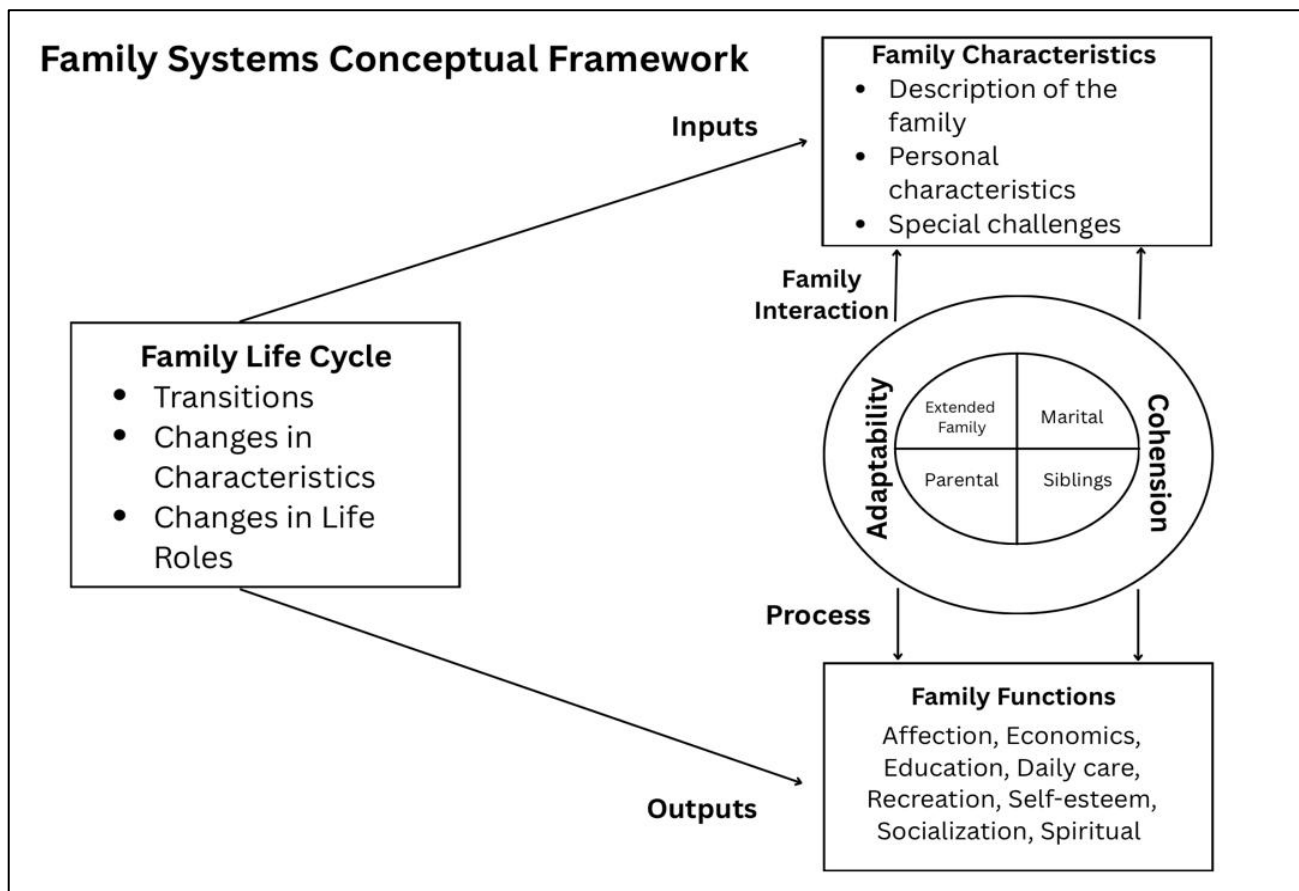 Family Systems Conceptual Framework
Inputs
Family Characteristics
• Description of the
family
• Personal
characteristics
• Special challenges
Family
Interaction
Family Life Cycle
• Transitions
• Changes in
Characteristics
• Changes in Life
Roles
Adaptability
Extended
Family
Marital
Parental
Siblings
Cohension
Process
Outputs
Family Functions
Affection, Economics,
Education, Daily care,
Recreation, Self-esteem,
Socialization, Spiritual